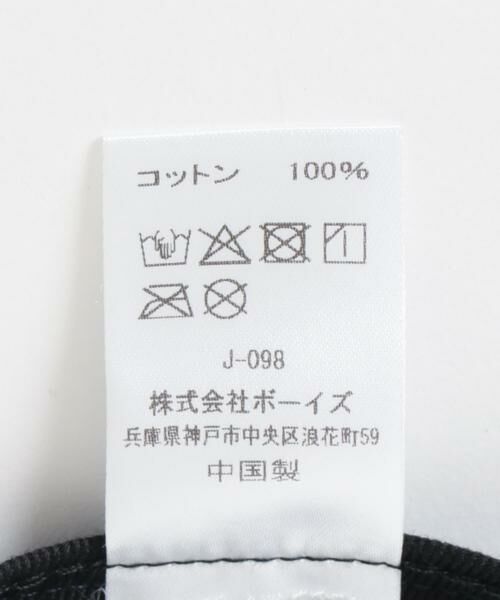 コットン 100%
J-098
株式会社ボーイズ
兵庫県神戸市中央区浪花町59
中国製